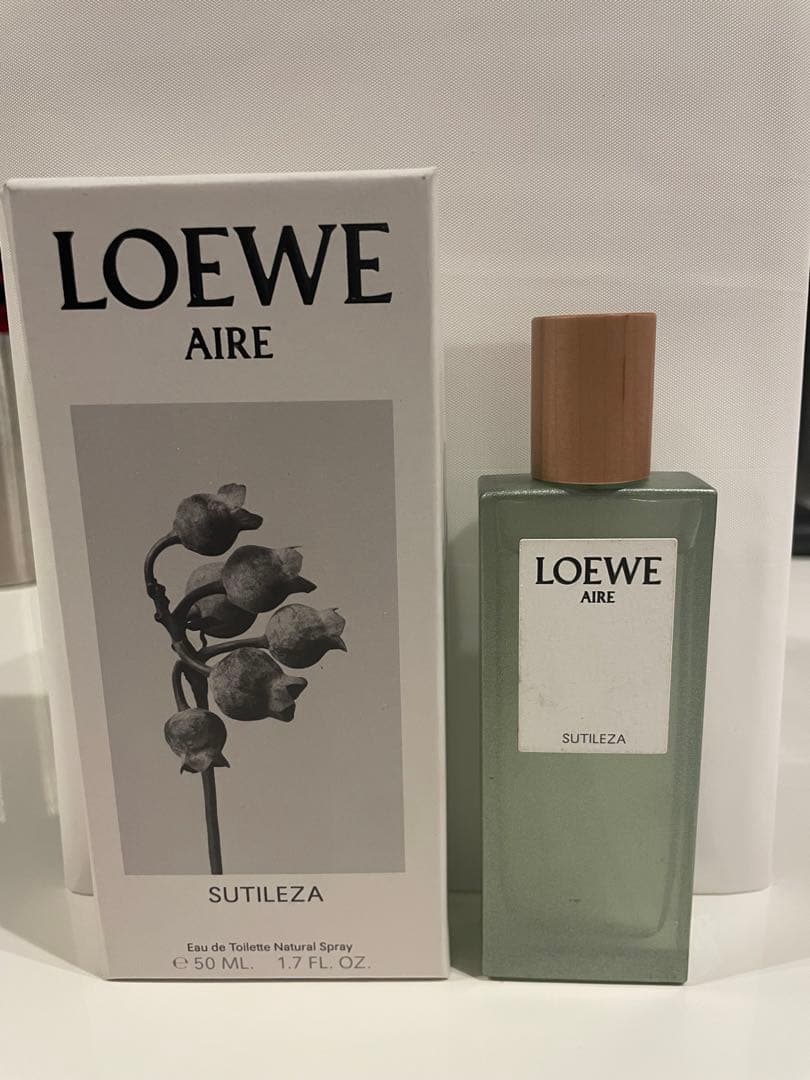 LOEWE
AIRE
SUTILEZA
Eau de Toilette Natural Spray
℮ 50 ML. 1.7 FL. OZ.
LOEWE
AIRE
SUTILEZA